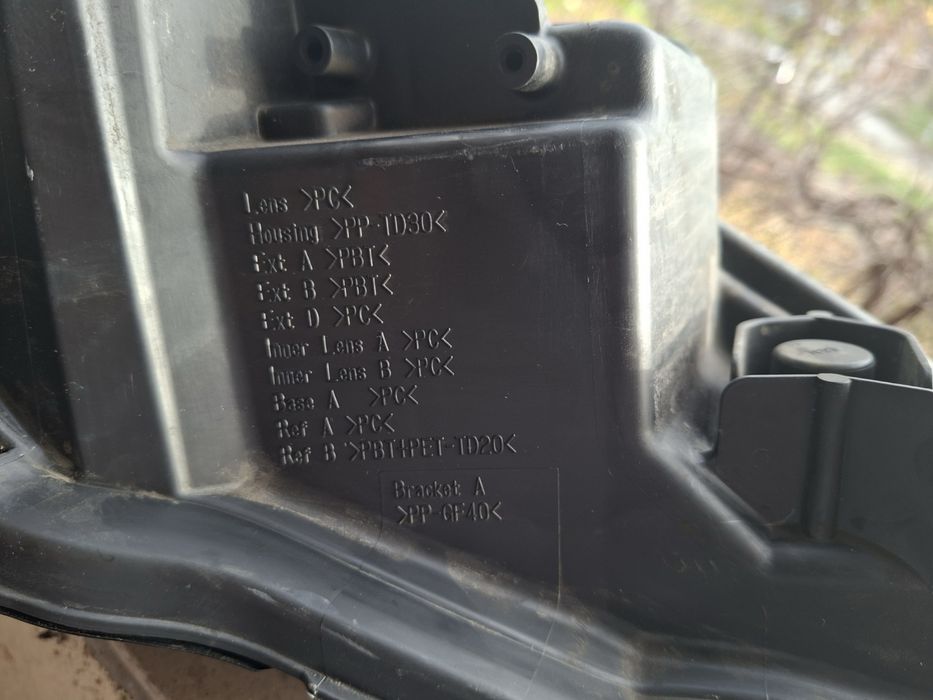 Lens >PC<
Housing >PP-TD30<
Ext A >PBT<
Ext B >PBT<
Ext D >PC<
Inner Lens A >PC<
Inner Lens B >PC<
Base A >PC<
Ref A >PC<
Ref B >PBT+PET-TD20<
Bracket A
>PP-GF40<